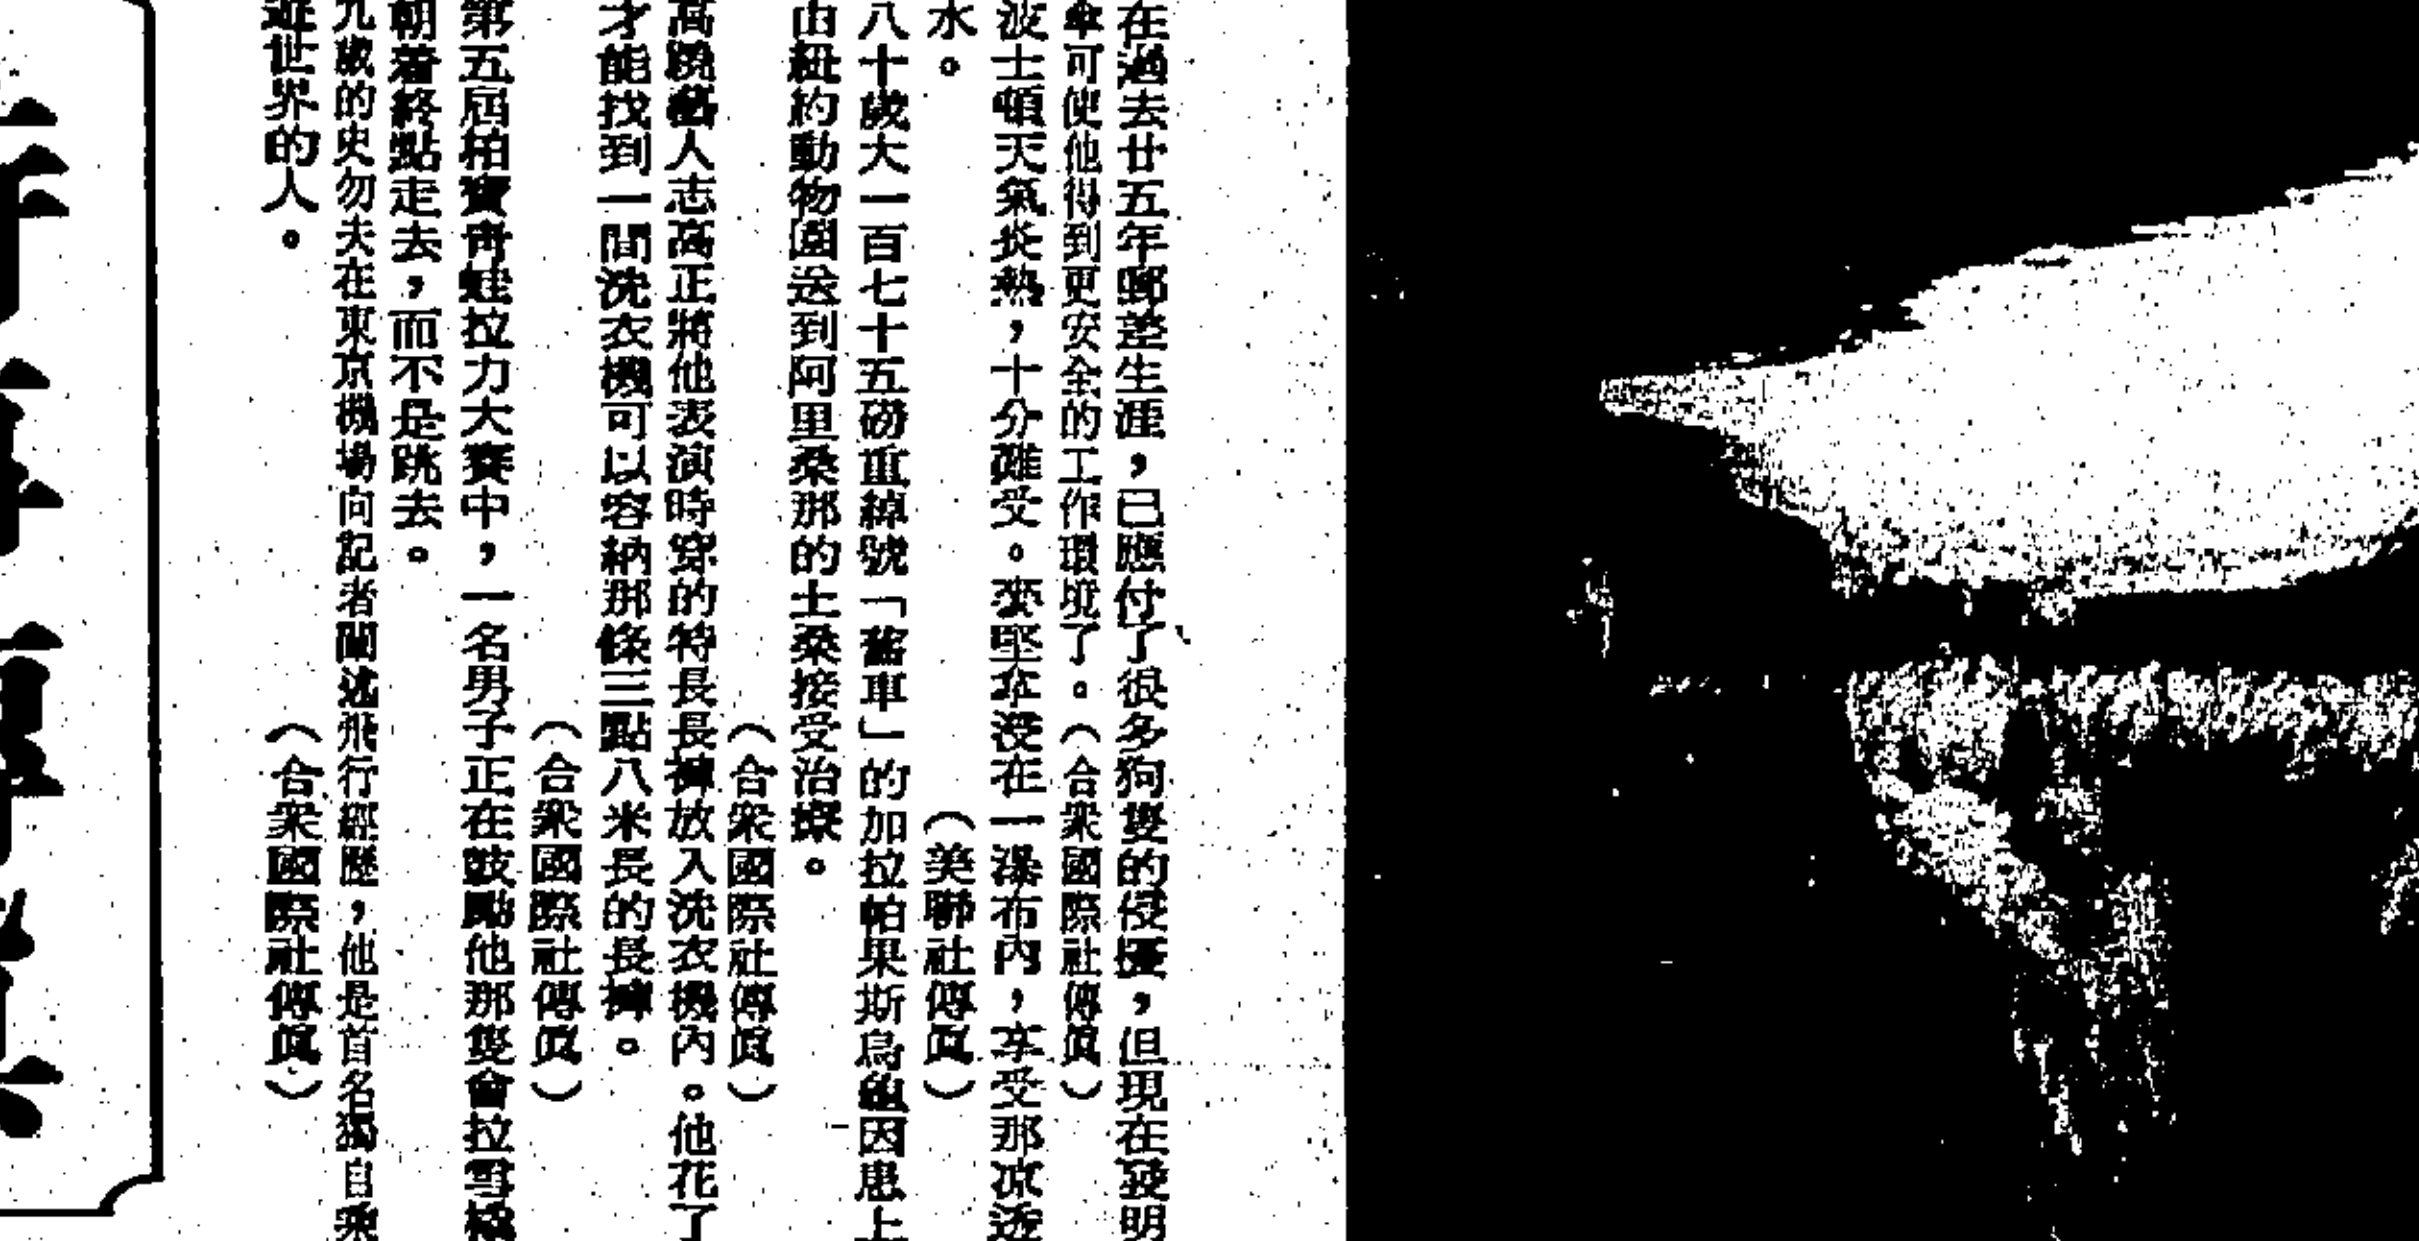 在過去廿五年郵差生涯，已應付了很多狗隻的侵擾，但現在發明
傘可使他得到更安全的工作環境了。（合衆國際社傳眞）
波士頓天氣炎熱，十分難受。麥堅拿浸在一瀑布內，享受那凉透
水。
（美聯社傳眞）
八十歲大一百七十五磅重綽號「舊車」的加拉帕果斯烏龜因患上
由紐約動物園送到阿里桑那的士桑接受治療。
（合衆國際社傳眞）
高蹺藝人志高正將他表演時穿的特長長褲放入洗衣機內。他花了
才能找到一間洗衣機可以容納那條三點八米長的長褲。
（合衆國際社傳眞）
第五屆柏寶青蛙拉力大賽中，一名男子正在鼓勵他那隻會拉雪橇
朝着終點走去，而不是跳去。
九歲的史勿夫在東京機場向記者闡述飛行經歷，他是首名獨自飛
遊世界的人。
（合衆國際社傳眞）